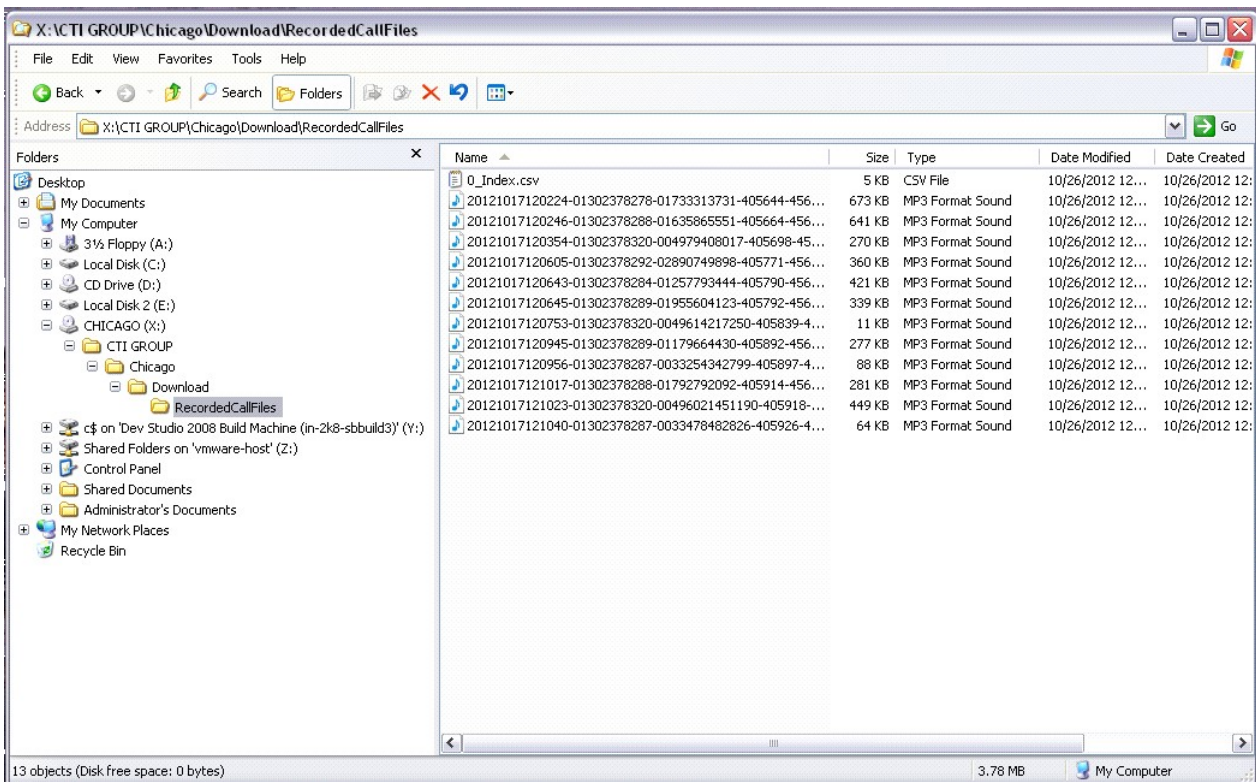 X:\CTI GROUP\Chicago\Download\RecordedCallFiles
File Edit View Favorites Tools Help
Back Search Folders
Address X:\CTI GROUP\Chicago\Download\RecordedCallFiles Go
Folders
Desktop
My Documents
My Computer
3½ Floppy (A:)
Local Disk (C:)
CD Drive (D:)
Local Disk 2 (E:)
CHICAGO (X:)
CTI GROUP
Chicago
Download
RecordedCallFiles
c$ on 'Dev Studio 2008 Build Machine (in-2k8-sbbuild3)' (Y:)
Shared Folders on 'vmware-host' (Z:)
Control Panel
Shared Documents
Administrator's Documents
My Network Places
Recycle Bin
Name Size Type Date Modified Date Created
0_Index.csv 5 KB CSV File 10/26/2012 12... 10/26/2012 12:
20121017120224-01302378278-01733313731-405644-456... 673 KB MP3 Format Sound 10/26/2012 12... 10/26/2012 12:
20121017120246-01302378288-01635865551-405664-456... 641 KB MP3 Format Sound 10/26/2012 12... 10/26/2012 12:
20121017120354-01302378320-004979408017-405698-45... 270 KB MP3 Format Sound 10/26/2012 12... 10/26/2012 12:
20121017120605-01302378292-02890749898-405771-456... 360 KB MP3 Format Sound 10/26/2012 12... 10/26/2012 12:
20121017120643-01302378284-01257793444-405790-456... 421 KB MP3 Format Sound 10/26/2012 12... 10/26/2012 12:
20121017120645-01302378289-01955604123-405792-456... 339 KB MP3 Format Sound 10/26/2012 12... 10/26/2012 12:
20121017120753-01302378320-0049614217250-405839-4... 11 KB MP3 Format Sound 10/26/2012 12... 10/26/2012 12:
20121017120945-01302378289-01179664430-405892-456... 277 KB MP3 Format Sound 10/26/2012 12... 10/26/2012 12:
20121017120956-01302378287-0033254342799-405897-4... 88 KB MP3 Format Sound 10/26/2012 12... 10/26/2012 12:
20121017121017-01302378288-01792792092-405914-456... 281 KB MP3 Format Sound 10/26/2012 12... 10/26/2012 12:
20121017121023-01302378320-00496021451190-405918-... 449 KB MP3 Format Sound 10/26/2012 12... 10/26/2012 12:
20121017121040-01302378287-0033478482826-405926-4... 64 KB MP3 Format Sound 10/26/2012 12... 10/26/2012 12:
13 objects (Disk free space: 0 bytes) 3.78 MB My Computer